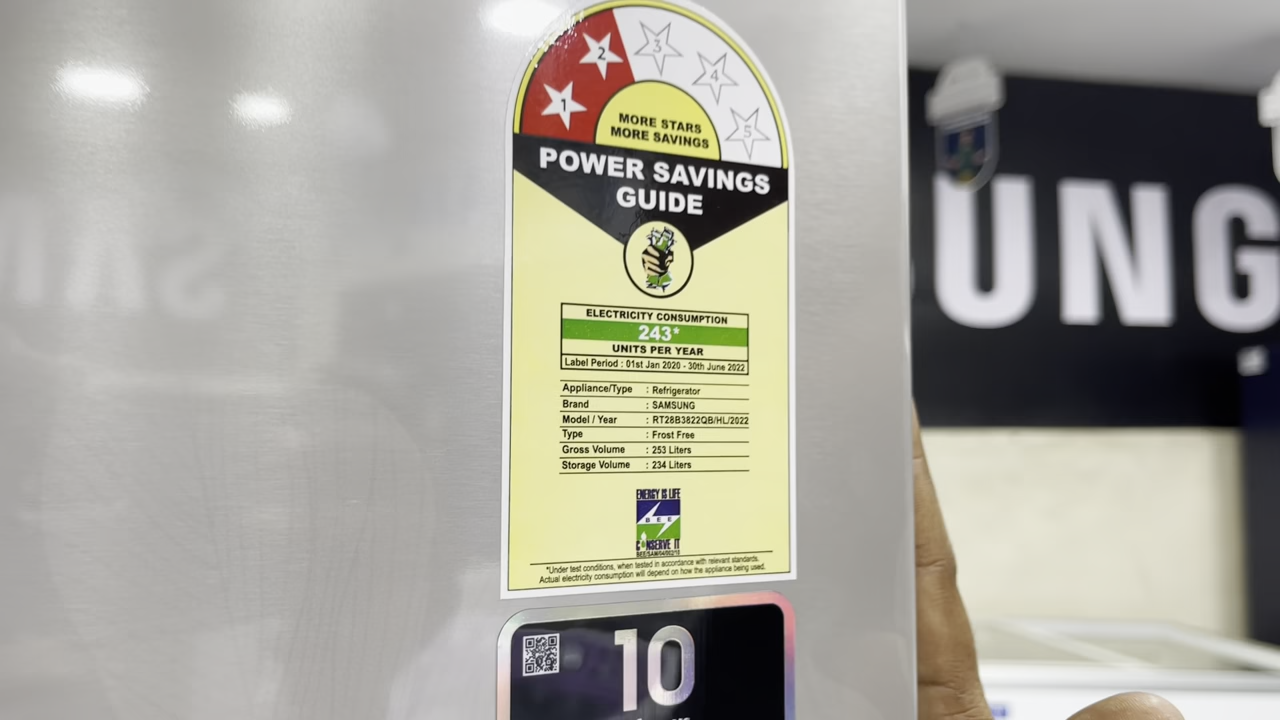 1 2 3 4 5
MORE STARS
MORE SAVINGS
POWER SAVINGS
GUIDE
ELECTRICITY CONSUMPTION
243*
UNITS PER YEAR
Label Period : 01st Jan 2020 - 30th June 2022
Appliance/Type : Refrigerator
Brand : SAMSUNG
Model / Year : RT28B3822QB/HL/2022
Type : Frost Free
Gross Volume : 253 Liters
Storage Volume : 234 Liters
ENERGY IS LIFE
BEE
CONSERVE IT
*Under test conditions, when tested in accordance with relevant standards.
Actual electricity consumption will depend on how the appliance being used.
10
UNG